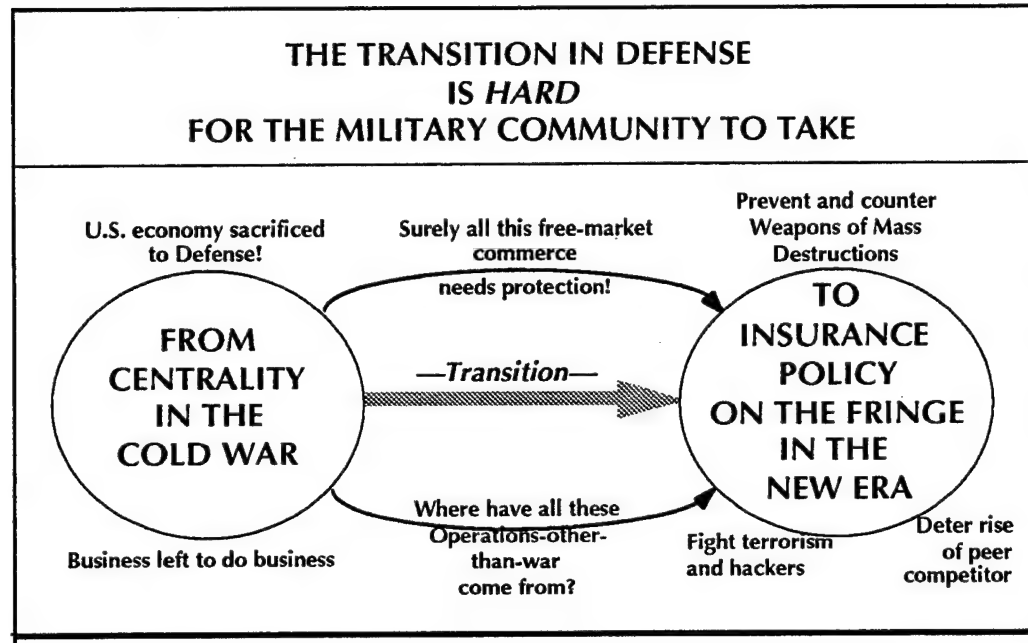 THE TRANSITION IN DEFENSE
IS HARD
FOR THE MILITARY COMMUNITY TO TAKE
U.S. economy sacrificed
to Defense!
FROM
CENTRALITY
IN THE
COLD WAR
Business left to do business
Surely all this free-market
commerce
needs protection!
—Transition—
Where have all these
Operations-other-
than-war
come from?
Prevent and counter
Weapons of Mass
Destructions
TO
INSURANCE
POLICY
ON THE FRINGE
IN THE
NEW ERA
Fight terrorism
and hackers
Deter rise
of peer
competitor